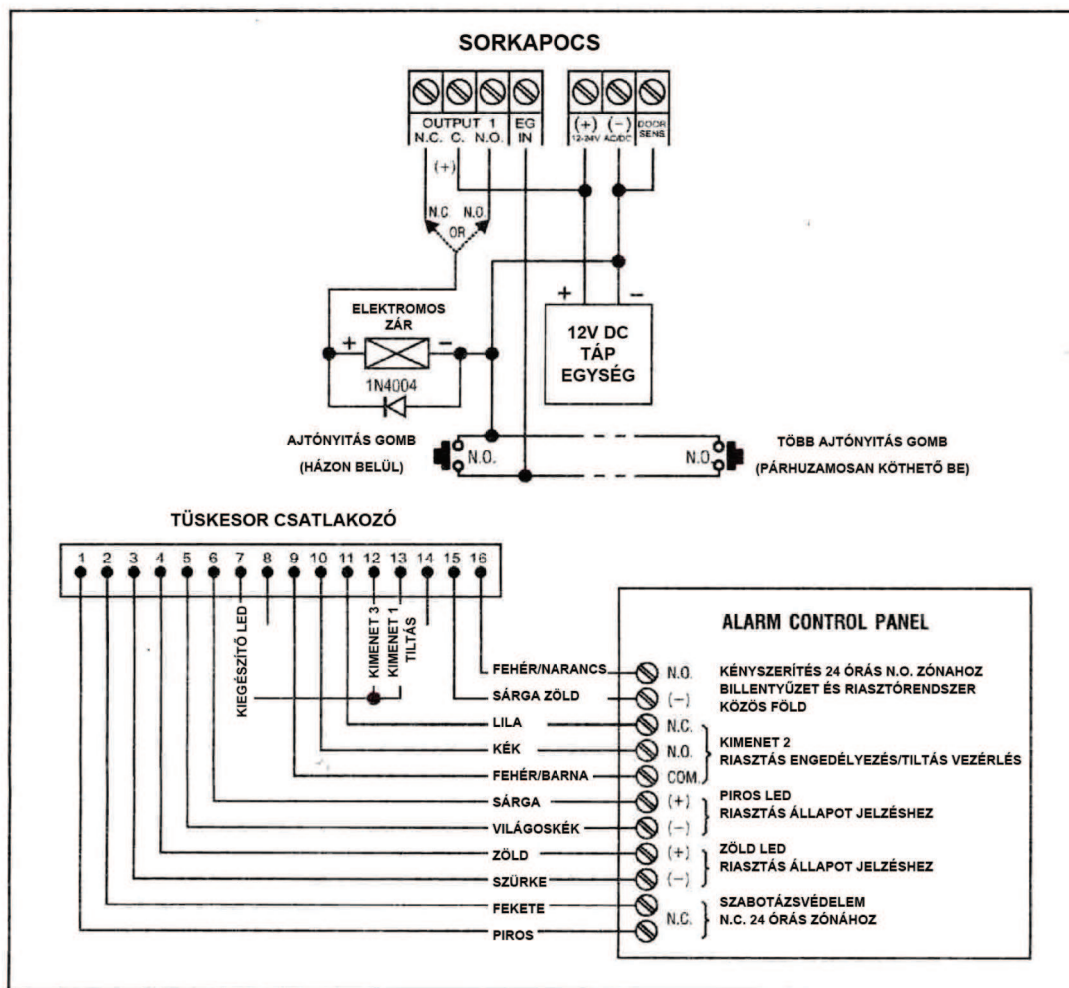 SORKAPOCS
OUTPUT 1
N.C. C. N.O.
EG
IN
(+)
12-24V
(-)
AC/DC
DOOR
SENS
(+)
N.C. N.O.
OR
ELEKTROMOS
ZÁR
+ -
1N4004
+ -
12V DC
TÁP
EGYSÉG
AJTÓNYITÁS GOMB
(HÁZON BELÜL)
N.O.
N.O.
TÖBB AJTÓNYITÁS GOMB
(PÁRHUZAMOSAN KÖTHETŐ BE)
TÜSKESOR CSATLAKOZÓ
1 2 3 4 5 6 7 8 9 10 11 12 13 14 15 16
KIEGÉSZÍTŐ LED
KIMENET 3
KIMENET 1
TILTÁS
ALARM CONTROL PANEL
FEHÉR/NARANCS
N.O.
KÉNYSZERÍTÉS 24 ÓRÁS N.O. ZÓNAHOZ
SÁRGA ZÖLD
(-)
BILLENTYŰZET ÉS RIASZTÓRENDSZER
KÖZÖS FÖLD
LILA
N.C.
KÉK
N.O.
KIMENET 2
RIASZTÁS ENGEDÉLYEZÉS/TILTÁS VEZÉRLÉS
FEHÉR/BARNA
COM.
SÁRGA
(+)
PIROS LED
RIASZTÁS ÁLLAPOT JELZÉSHEZ
VILÁGOSKÉK
(-)
ZÖLD
(+)
ZÖLD LED
RIASZTÁS ÁLLAPOT JELZÉSHEZ
SZÜRKE
(-)
FEKETE
N.C.
SZABOTÁZSVÉDELEM
N.C. 24 ÓRÁS ZÓNÁHOZ
PIROS